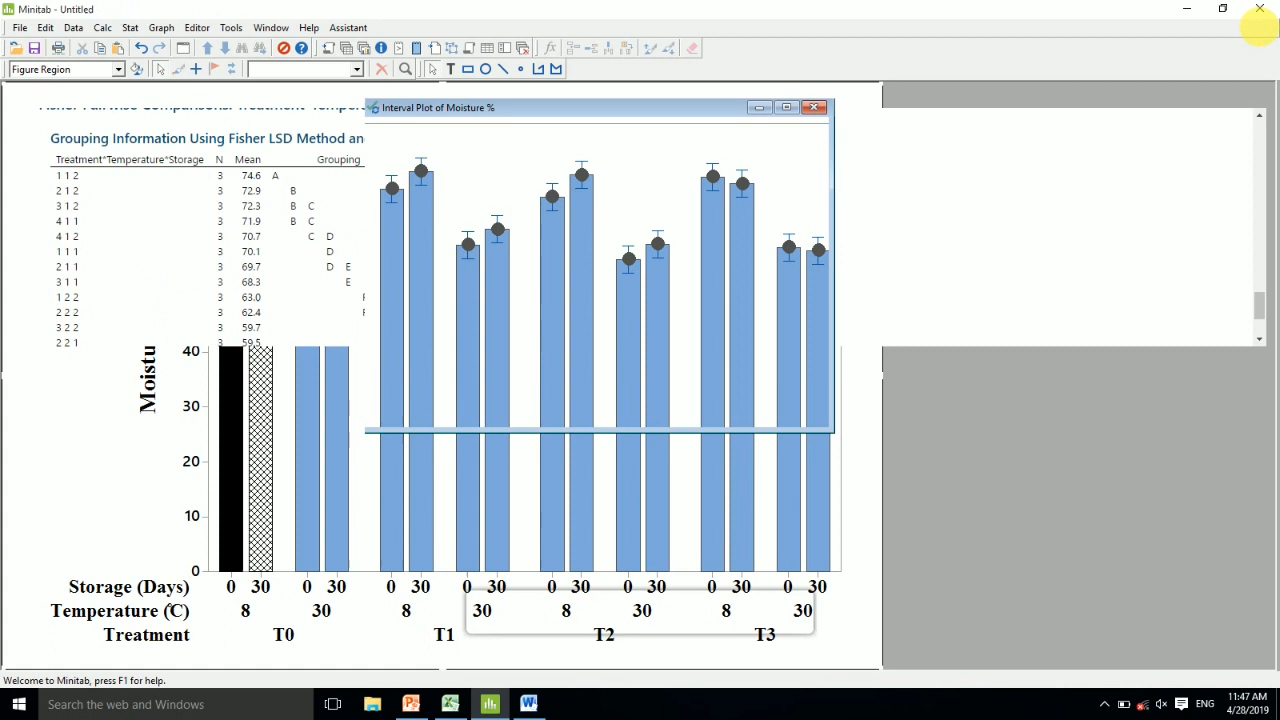 Minitab - Untitled
File Edit Data Calc Stat Graph Editor Tools Window Help Assistant
Figure Region
Interval Plot of Moisture %
Grouping Information Using Fisher LSD Method an
Treatment*Temperature*Storage N Mean Grouping
1 1 2 3 74.6 A
2 1 2 3 72.9 B
3 1 2 3 72.3 B C
4 1 1 3 71.9 B C
4 1 2 3 70.7 C D
1 1 1 3 70.1 D
2 1 1 3 69.7 D E
3 1 1 3 68.3 E
1 2 2 3 63.0 F
2 2 2 3 62.4 F
3 2 2 3 59.7
2 2 1 3 59.5
Moistu
40
30
20
10
0
Storage (Days) 0 30 0 30 0 30 0 30 0 30 0 30 0 30 0 30
Temperature (C) 8 30 8 30 8 30 8 30
Treatment T0 T1 T2 T3
Welcome to Minitab, press F1 for help.
Search the web and Windows
ENG
11:47 AM
4/28/2019